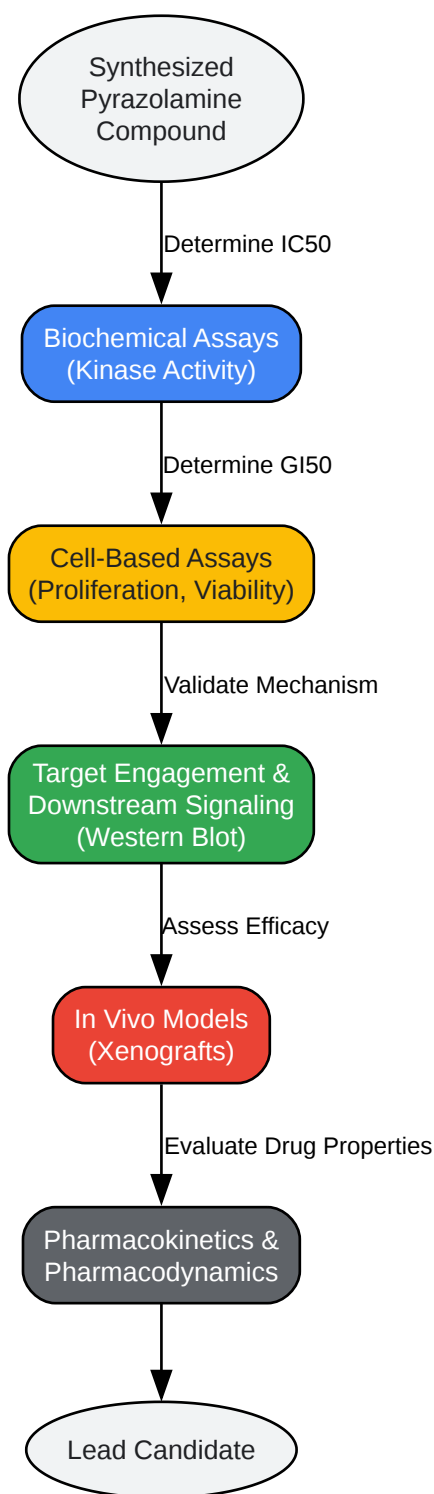 Synthesized
Pyrazolamine
Compound
Determine IC50
Biochemical Assays
(Kinase Activity)
Determine GI50
Cell-Based Assays
(Proliferation, Viability)
Validate Mechanism
Target Engagement &
Downstream Signaling
(Western Blot)
Assess Efficacy
In Vivo Models
(Xenografts)
Evaluate Drug Properties
Pharmacokinetics &
Pharmacodynamics
Lead Candidate